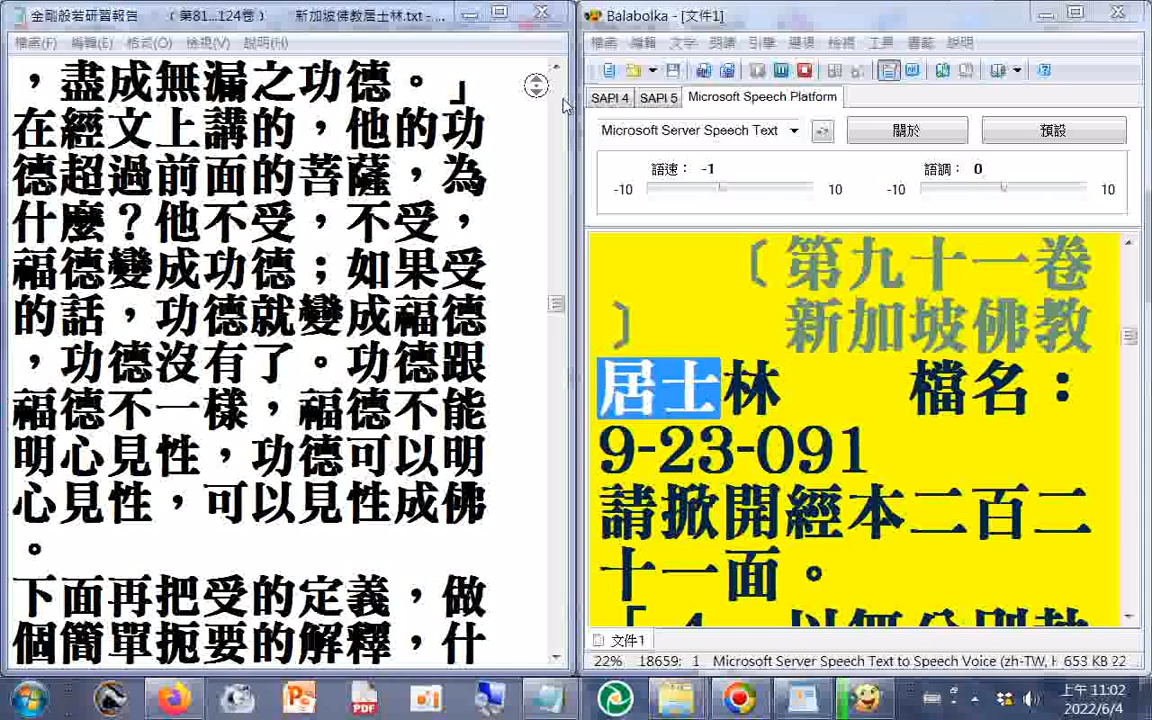 金剛般若研習報告 （第81...124卷） 新加坡佛教居士林.txt - ...
檔案(F) 編輯(E) 格式(O) 檢視(V) 說明(H)
，盡成無漏之功德。」
在經文上講的，他的功
德超過前面的菩薩，為
什麼？他不受，不受，
福德變成功德；如果受
的話，功德就變成福德
，功德沒有了。功德跟
福德不一樣，福德不能
明心見性，功德可以明
心見性，可以見性成佛
。
下面再把受的定義，做
個簡單扼要的解釋，什
Balabolka - [文件1]
檔案 編輯 文字 朗讀 引擎 選項 檢視 工具 書籤 說明
SAPI 4 SAPI 5 Microsoft Speech Platform
Microsoft Server Speech Text
關於
預設
語速： -1
-10 10
語調： 0
-10 10
〔第九十一卷
〕 新加坡佛教
居士林 檔名：
9-23-091
請掀開經本二百二
十一面。
文件1
22% 18659: 1 Microsoft Server Speech Text to Speech Voice (zh-TW, H 653 KB 22
PDF
上午 11:02
2022/6/4